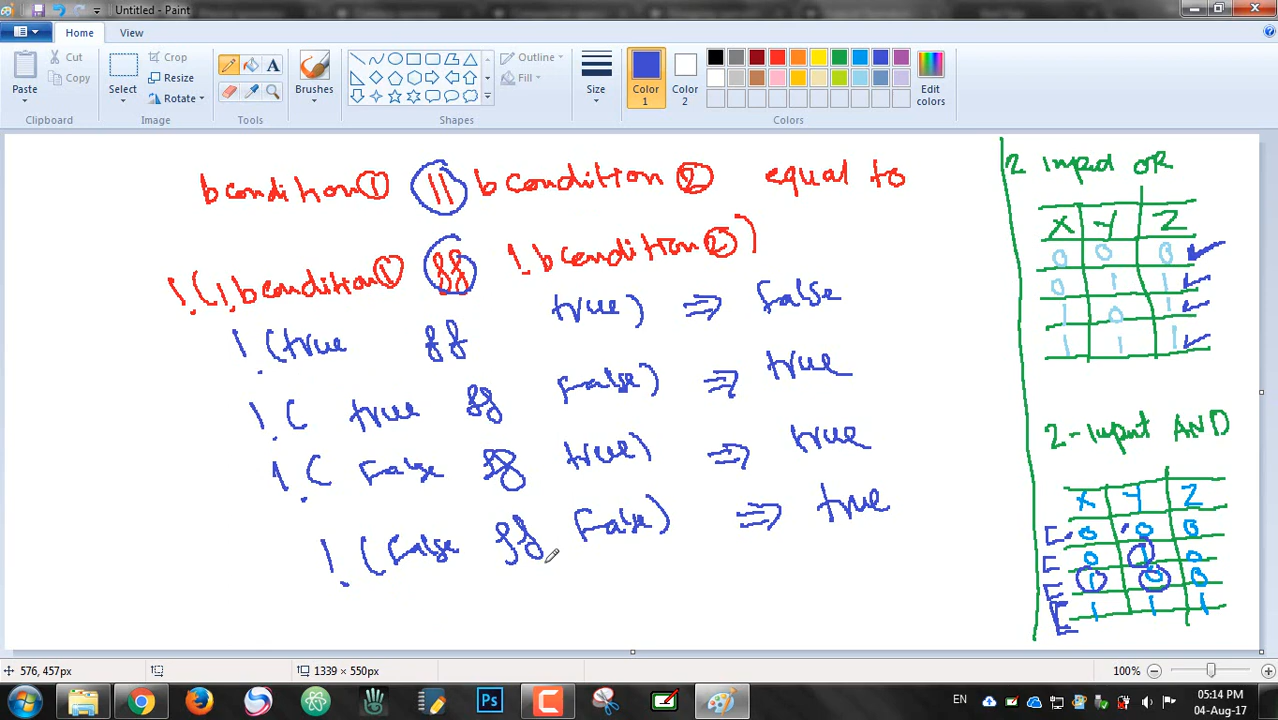 Untitled - Paint
Home
View
Paste
Cut
Copy
Clipboard
Select
Crop
Resize
Rotate
Image
Tools
Brushes
Shapes
Outline
Fill
Size
Color 1
Color 2
Edit colors
Colors
bcondition① || bcondition② equal to
!(!bcondition① && !bcondition②)
!(true && true) ⇒ False
!( true && False) ⇒ true
!( False && true) ⇒ true
!(False && False) ⇒ true
2 Input OR
X Y Z
0 0 0
0 1 1
1 0 1
1 1 1
2-Input AND
X Y Z
0 0 0
0 1 0
1 0 0
1 1 1
576, 457px
1339 × 550px
100%
Ps
EN
05:14 PM
04-Aug-17